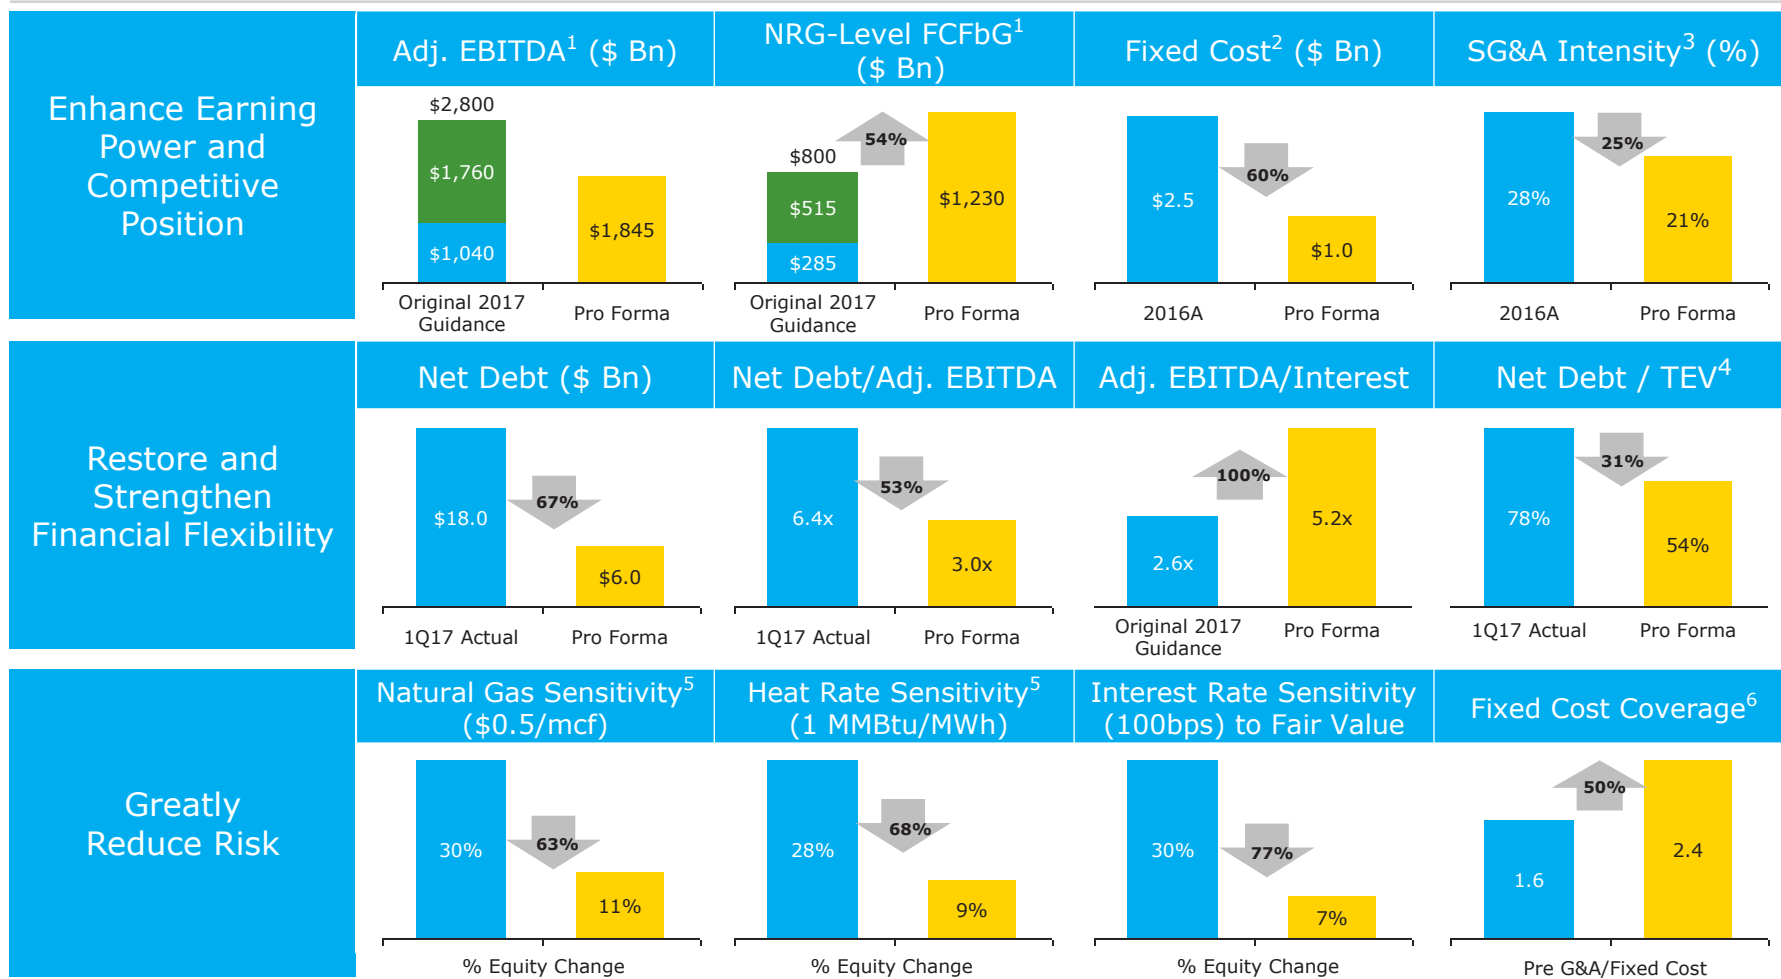 Enhance Earning
Power and
Competitive
Position
Adj. EBITDA1 ($ Bn)
$2,800
$1,760
$1,040
$1,845
Original 2017
Guidance
Pro Forma
NRG-Level FCFbG1
($ Bn)
$800
$515
$285
54%
$1,230
Original 2017
Guidance
Pro Forma
Fixed Cost2 ($ Bn)
$2.5
60%
$1.0
2016A
Pro Forma
SG&A Intensity3 (%)
28%
25%
21%
2016A
Pro Forma
Restore and
Strengthen
Financial Flexibility
Net Debt ($ Bn)
$18.0
67%
$6.0
1Q17 Actual
Pro Forma
Net Debt/Adj. EBITDA
6.4x
53%
3.0x
1Q17 Actual
Pro Forma
Adj. EBITDA/Interest
2.6x
100%
5.2x
Original 2017
Guidance
Pro Forma
Net Debt / TEV4
78%
31%
54%
1Q17 Actual
Pro Forma
Greatly
Reduce Risk
Natural Gas Sensitivity5
($0.5/mcf)
30%
63%
11%
% Equity Change
Heat Rate Sensitivity5
(1 MMBtu/MWh)
28%
68%
9%
% Equity Change
Interest Rate Sensitivity
(100bps) to Fair Value
30%
77%
7%
% Equity Change
Fixed Cost Coverage6
1.6
50%
2.4
Pre G&A/Fixed Cost